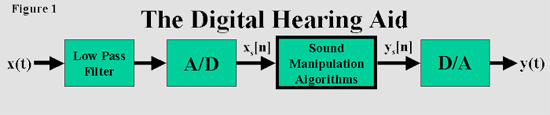 Figure 1
The Digital Hearing Aid
x(t)
Low Pass
Filter
A/D
xs[n]
Sound
Manipulation
Algorithms
ys[n]
D/A
y(t)